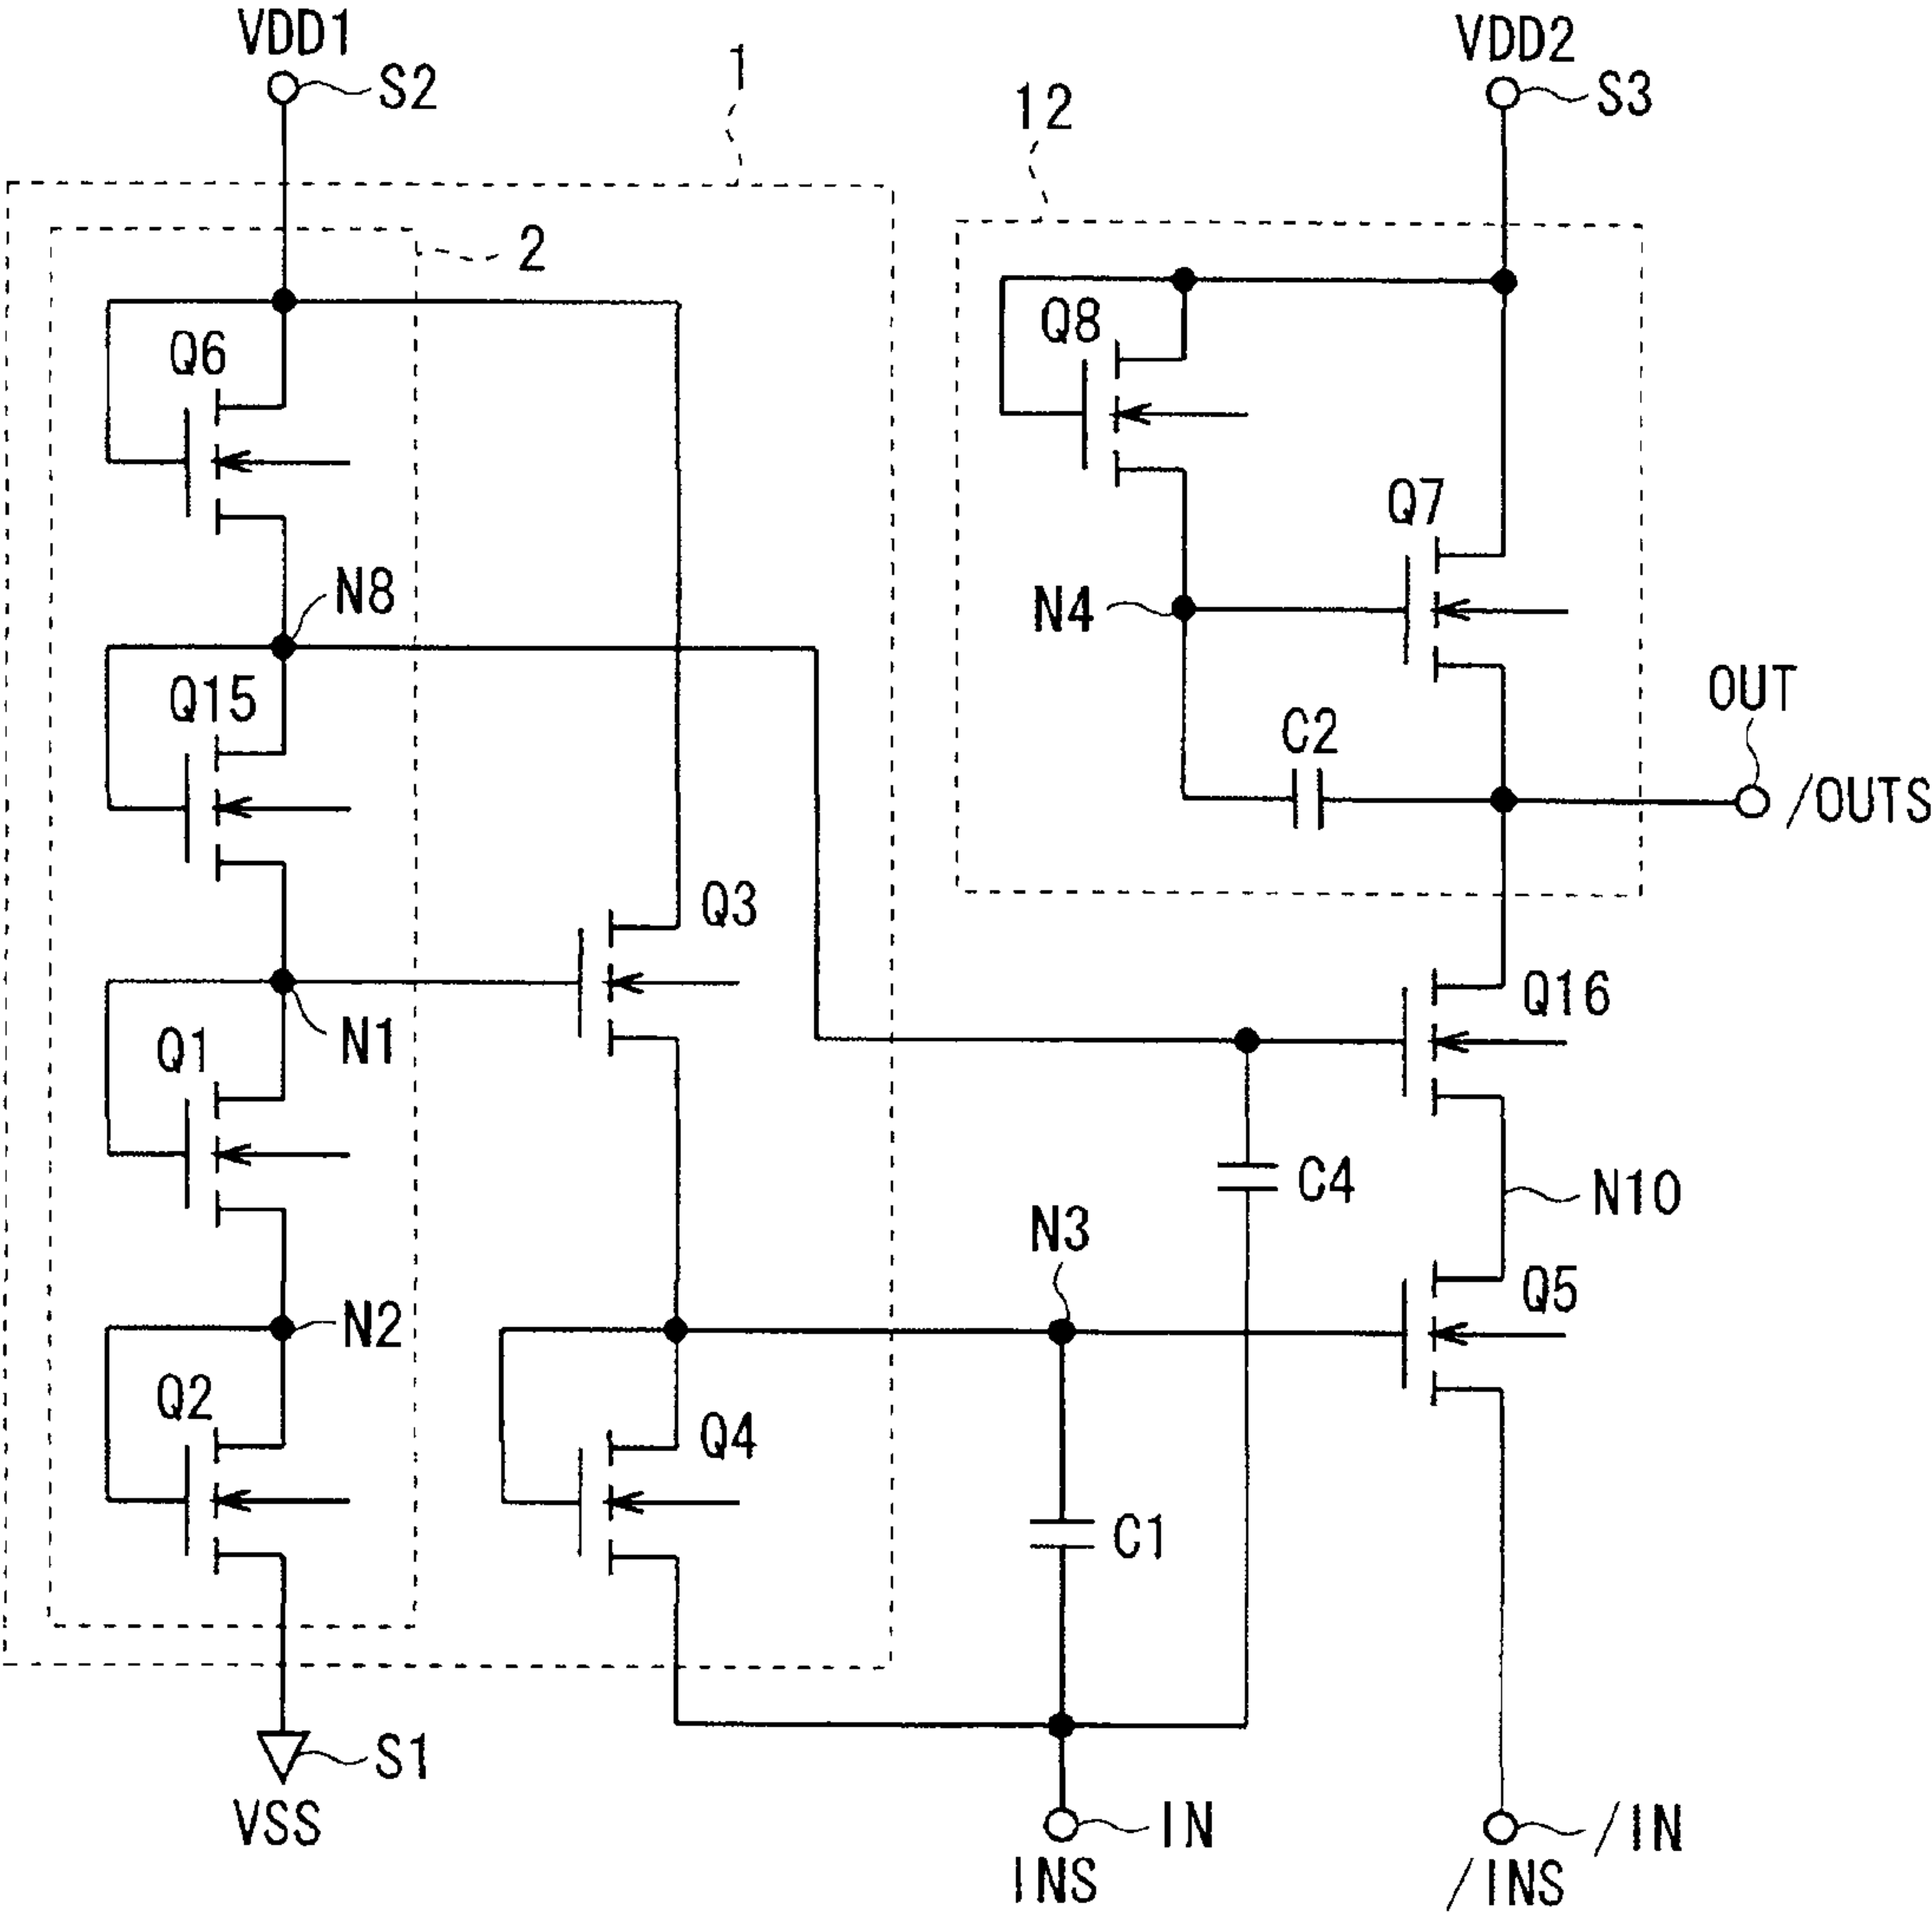 VDD1
S2
1
VDD2
S3
12
2
Q6
Q8
Q7
N8
N4
OUT
Q15
C2
/OUTS
Q3
Q16
N1
Q1
C4
N10
N3
Q5
N2
Q2
Q4
C1
S1
VSS
IN
/IN
INS
/INS